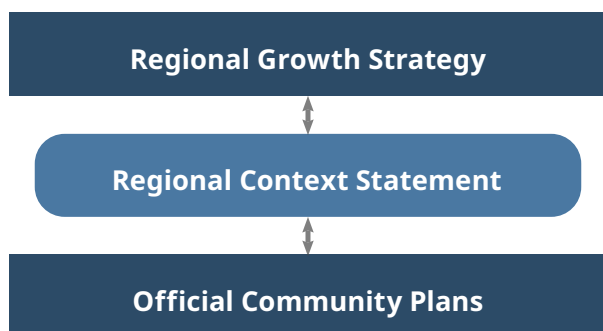 Regional Growth Strategy
Regional Context Statement
Official Community Plans